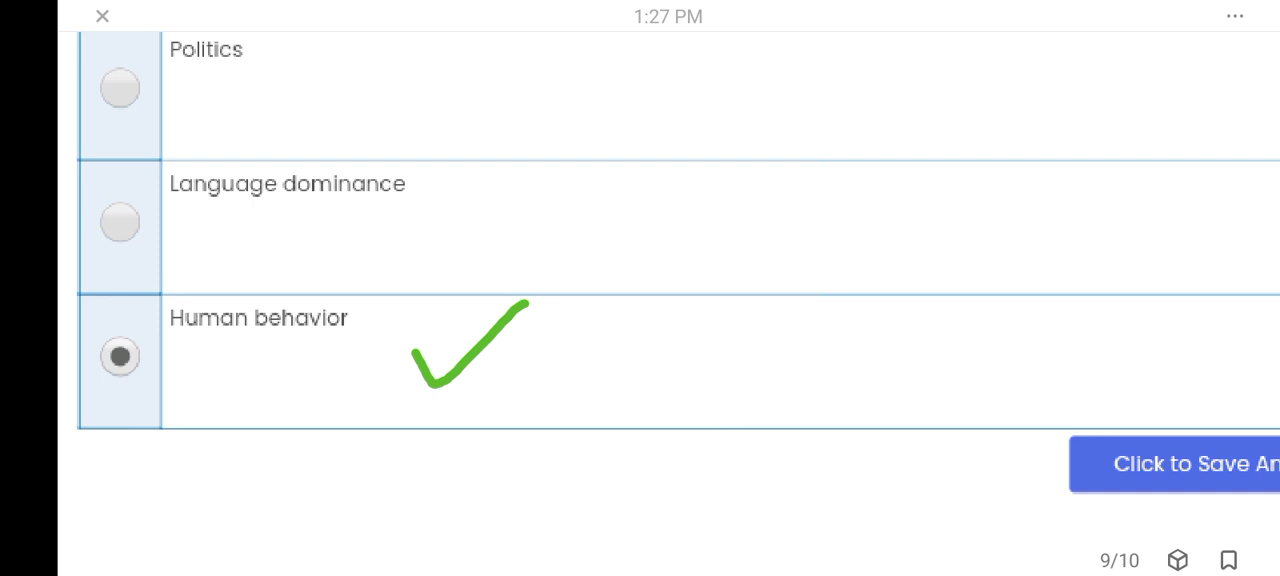 1:27 PM
Politics
Language dominance
Human behavior
Click to Save An
9/10